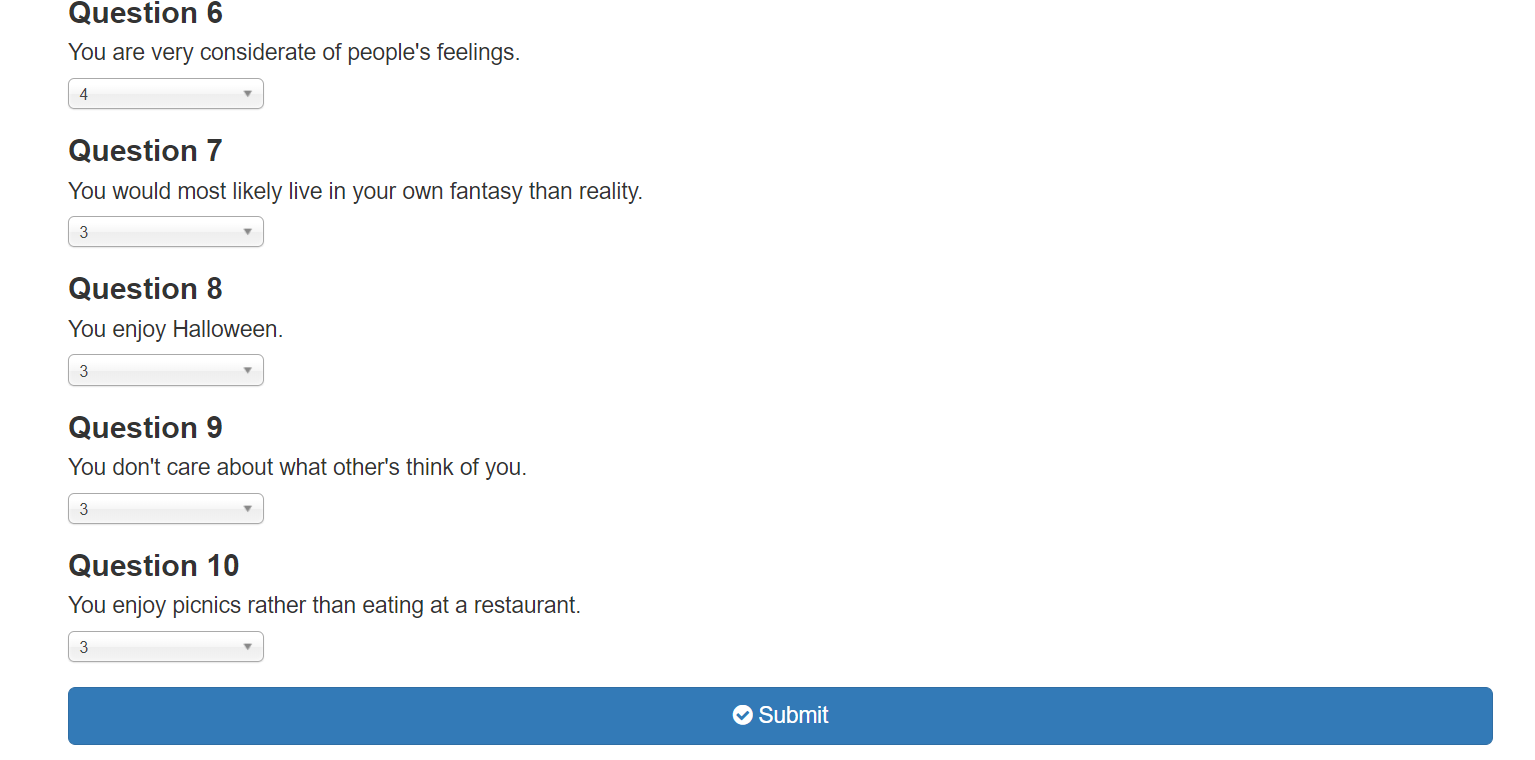 Question 6
You are very considerate of people's feelings.
4
Question 7
You would most likely live in your own fantasy than reality.
3
Question 8
You enjoy Halloween.
3
Question 9
You don't care about what other's think of you.
3
Question 10
You enjoy picnics rather than eating at a restaurant.
3
Submit